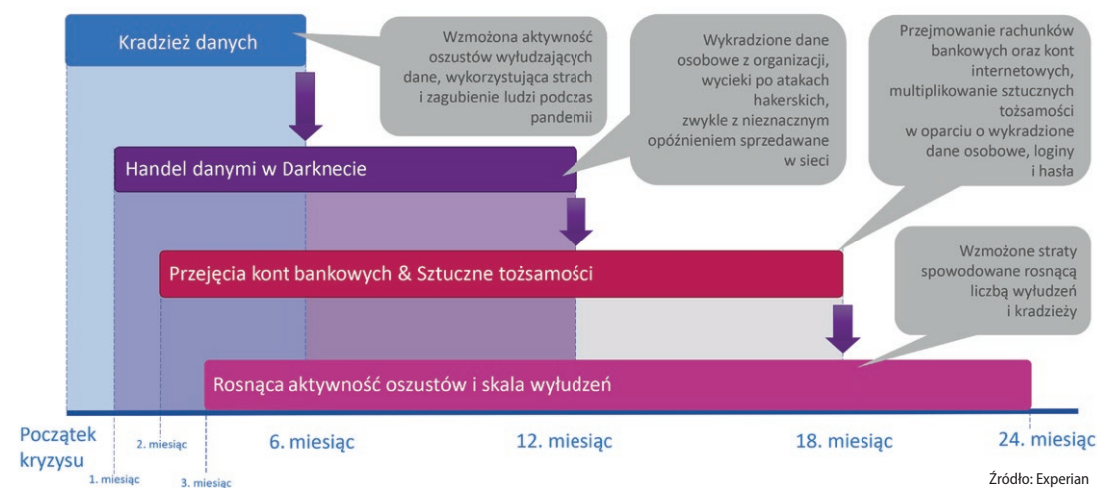 Kradzież danych
Wzmożona aktywność
oszustów wyłudzających
dane, wykorzystująca strach
i zagubienie ludzi podczas
pandemii
Wykradzione dane
osobowe z organizacji,
wycieki po atakach
hakerskich,
zwykle z nieznacznym
opóźnieniem sprzedawane
w sieci
Przejmowanie rachunków
bankowych oraz kont
internetowych,
multiplikowanie sztucznych
tożsamości
w oparciu o wykradzione
dane osobowe, loginy
i hasła
Handel danymi w Darknecie
Przejęcia kont bankowych & Sztuczne tożsamości
Wzmożone straty
spowodowane rosnącą
liczbą wyłudzeń
i kradzieży
Rosnąca aktywność oszustów i skala wyłudzeń
Początek
kryzysu
1. miesiąc
2. miesiąc
3. miesiąc
6. miesiąc
12. miesiąc
18. miesiąc
24. miesiąc
Źródło: Experian